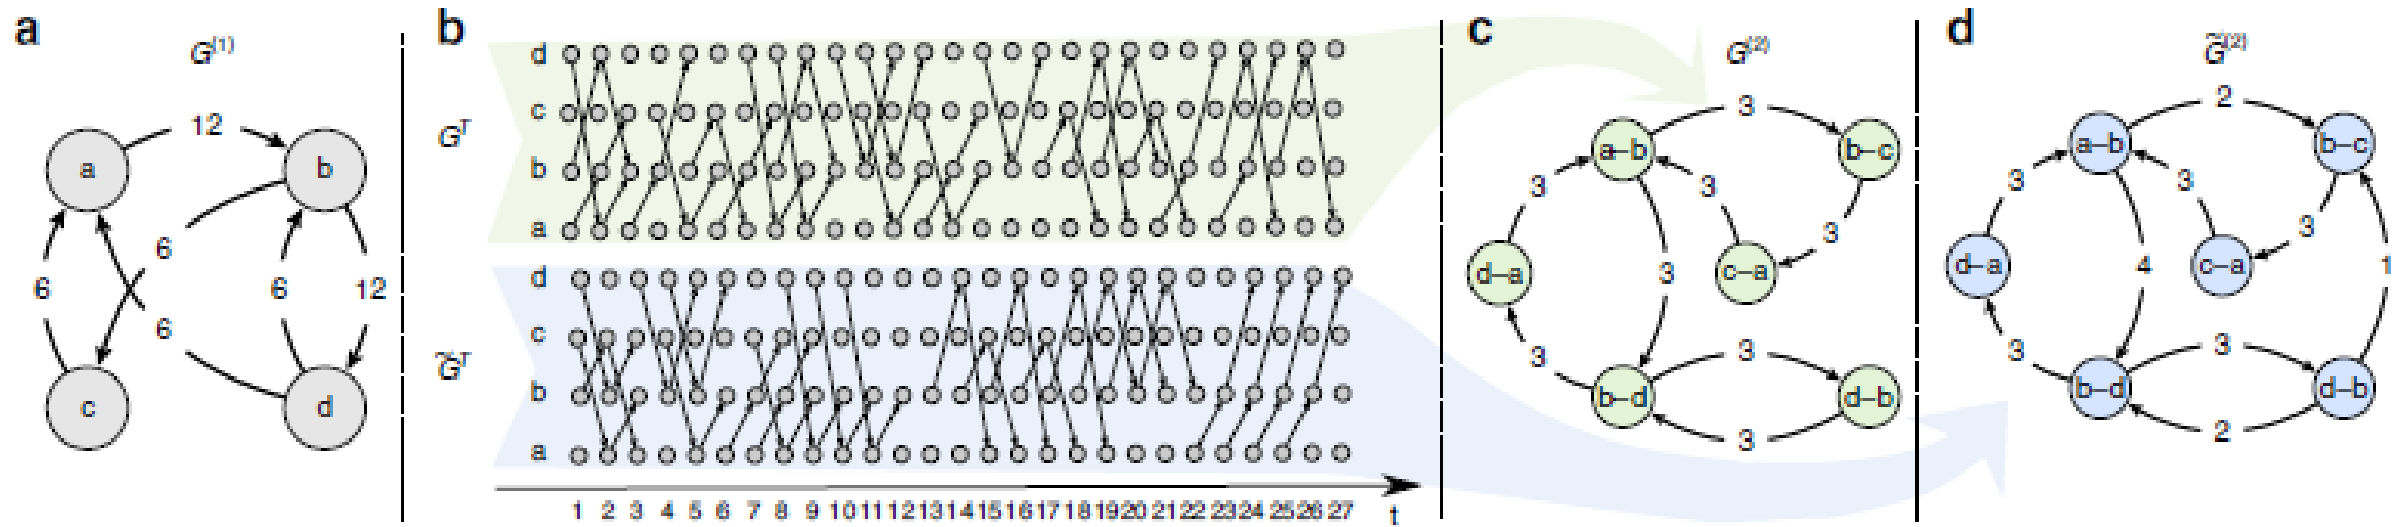 a
G(1)
12
a
b
6
6
6
12
6
c
d
b
d
c
Gᵀ
b
a
d
c
G̃ᵀ
b
a
1 2 3 4 5 6 7 8 9 10 11 12 13 14 15 16 17 18 19 20 21 22 23 24 25 26 27 t
c
G(2)
3
a–b
b–c
3
3
3
d–a
3
c–a
3
3
b–d
d–b
3
d
G̃(2)
2
a–b
b–c
3
3
3
d–a
4
c–a
1
3
3
b–d
d–b
2